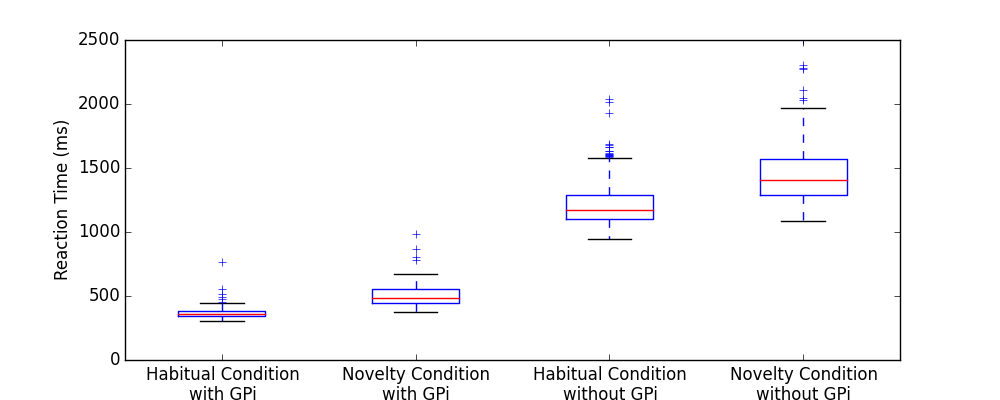 2500
2000
1500
1000
500
0
Reaction Time (ms)
Habitual Condition
with GPi
Novelty Condition
with GPi
Habitual Condition
without GPi
Novelty Condition
without GPi